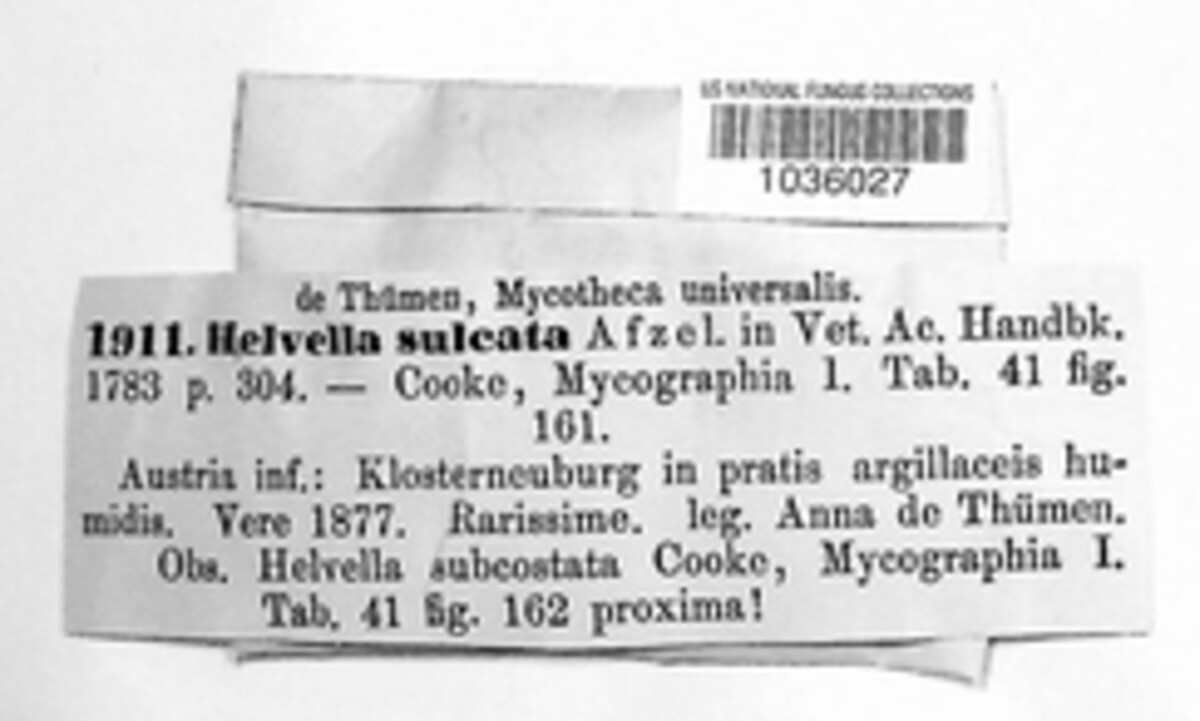 US NATIONAL FUNGUS COLLECTIONS
1036027
de Thümen, Mycotheca universalis.
1911. Helvella sulcata Afzel. in Vet. Ac. Handbk.
1783 p. 304. — Cooke, Mycographia 1. Tab. 41 fig.
161.
Austria inf.: Klosterneuburg in pratis argillaceis hu-
midis. Vere 1877. Rarissime. leg. Anna de Thümen.
Obs. Helvella subcostata Cooke, Mycographia I.
Tab. 41 fig. 162 proxima!